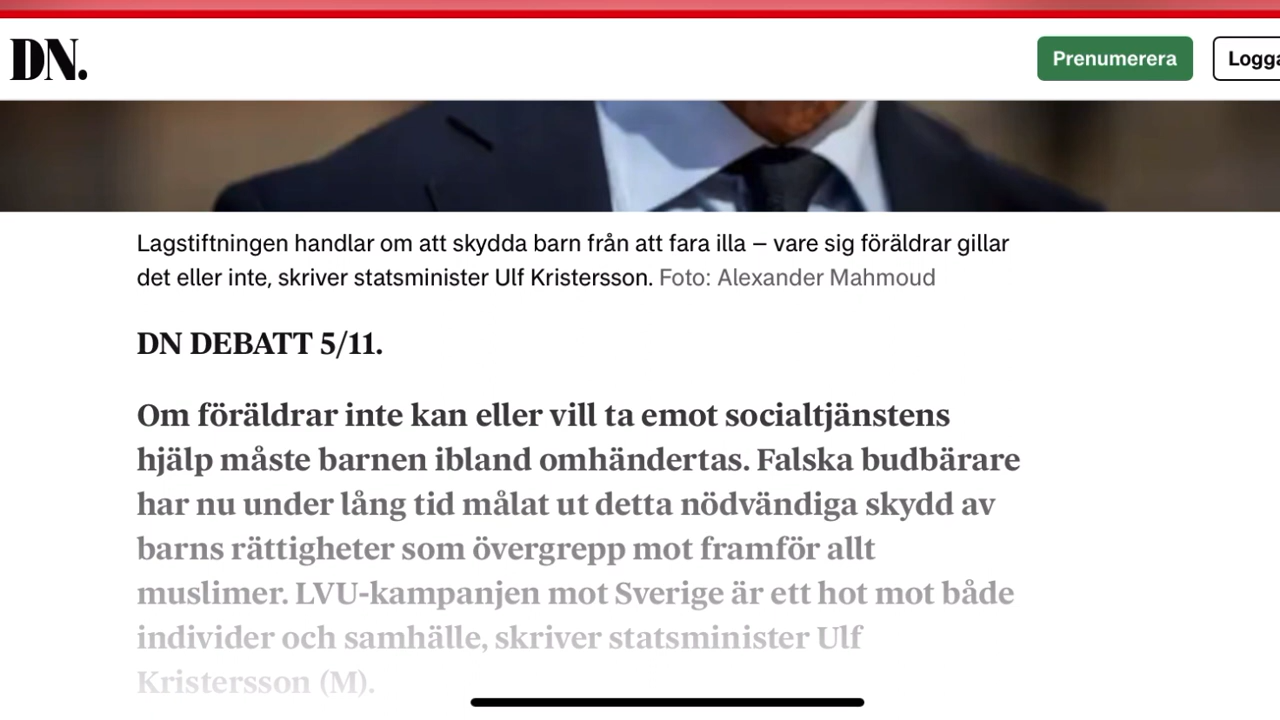 DN.
Prenumerera
Logga
Lagstiftningen handlar om att skydda barn från att fara illa – vare sig föräldrar gillar
det eller inte, skriver statsminister Ulf Kristersson. Foto: Alexander Mahmoud
DN DEBATT 5/11.
Om föräldrar inte kan eller vill ta emot socialtjänstens
hjälp måste barnen ibland omhändertas. Falska budbärare
har nu under lång tid målat ut detta nödvändiga skydd av
barns rättigheter som övergrepp mot framför allt
muslimer. LVU-kampanjen mot Sverige är ett hot mot både
individer och samhälle, skriver statsminister Ulf
Kristersson (M).